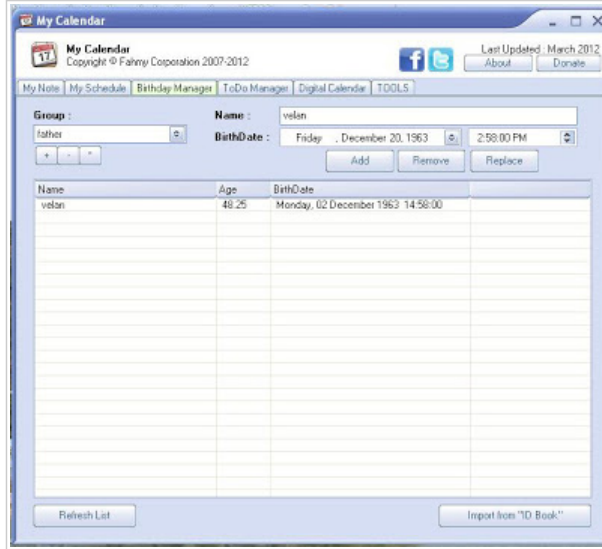 My Calendar
My Calendar
Copyright © Fahmy Corporation 2007-2012
Last Updated : March 2012
About Donate
My Note My Schedule Birthday Manager ToDo Manager Digital Calendar TOOLS
Group : Name : velan
father BirthDate : Friday , December 20, 1963 2:58:00 PM
+ - *
Add Remove Replace
Name Age BirthDate
velan 48.25 Monday, 02 December 1963 14:58:00
Refresh List Import from "ID Book"